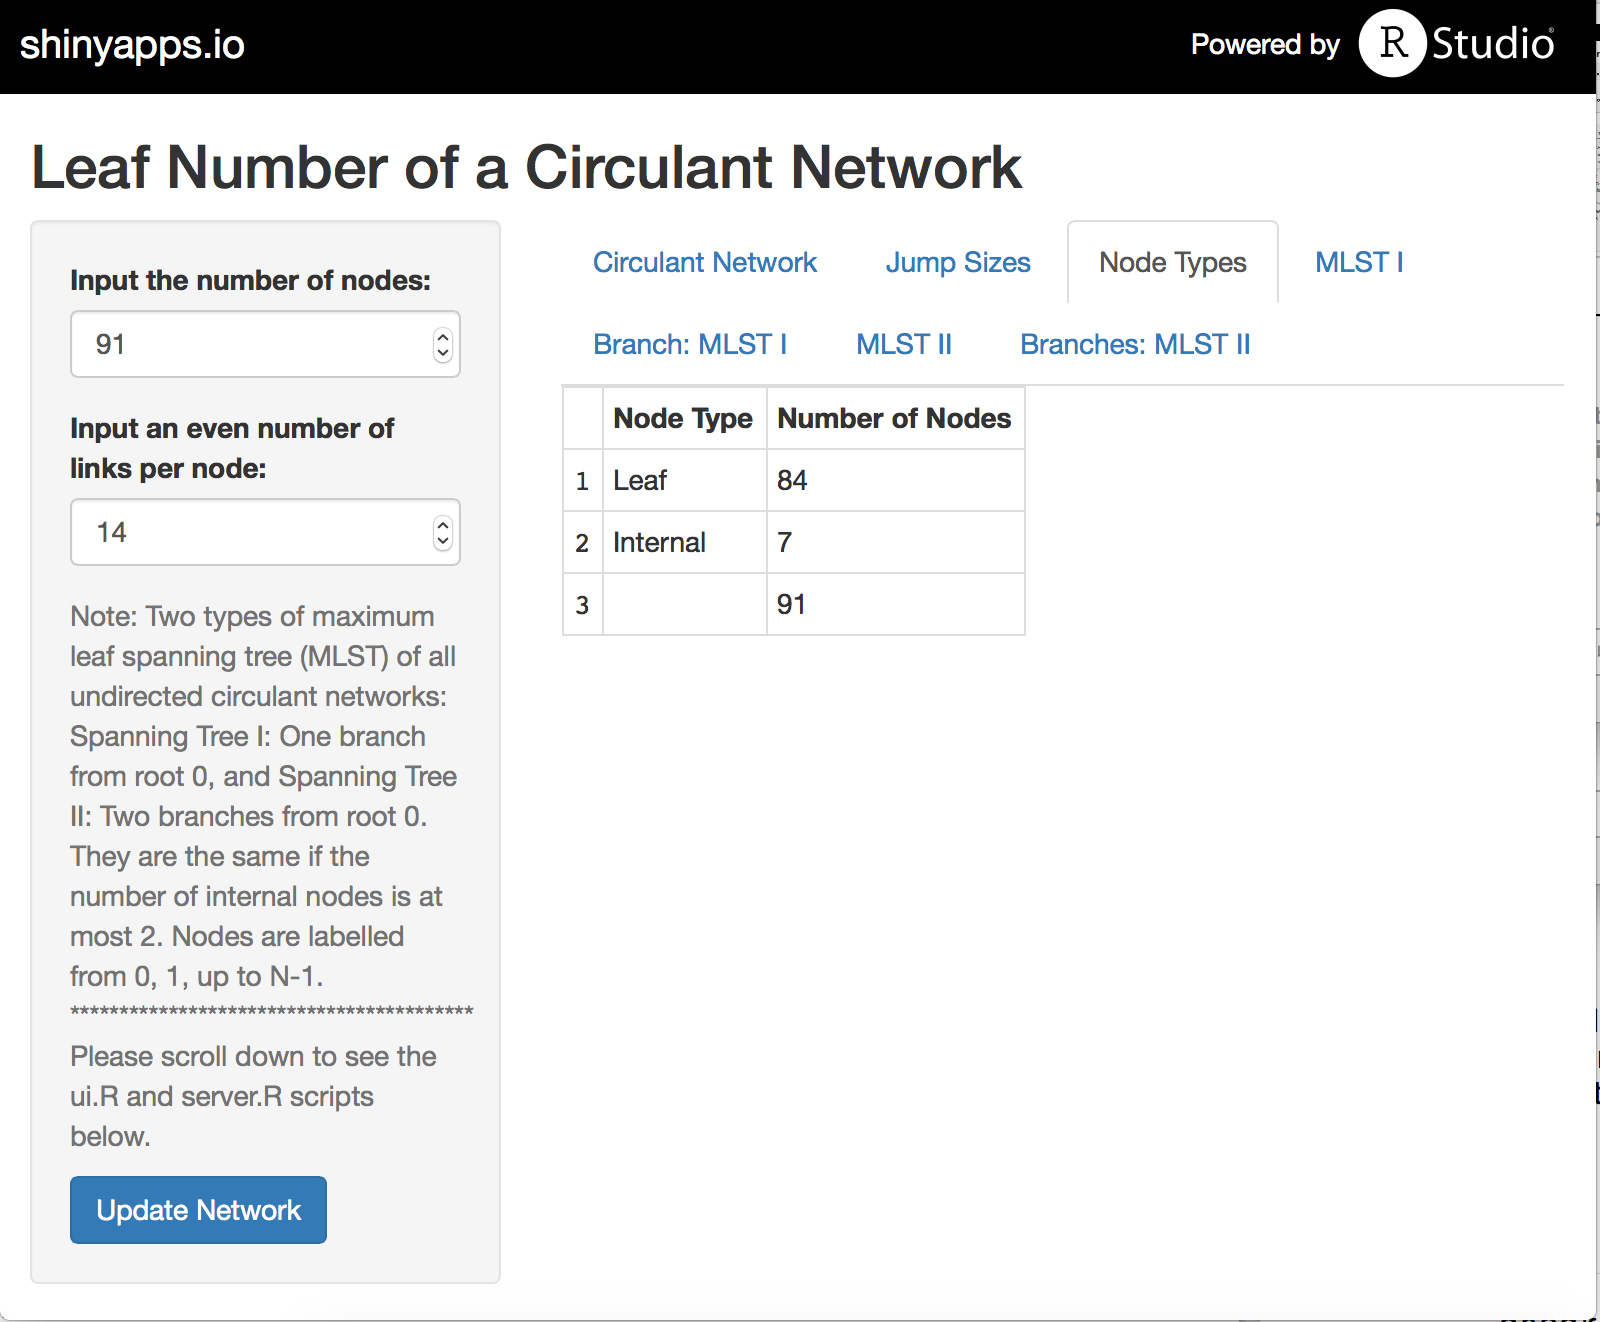 shinyapps.io
Powered by R Studio
Leaf Number of a Circulant Network
Input the number of nodes:
91
Input an even number of
links per node:
14
Note: Two types of maximum
leaf spanning tree (MLST) of all
undirected circulant networks:
Spanning Tree I: One branch
from root 0, and Spanning Tree
II: Two branches from root 0.
They are the same if the
number of internal nodes is at
most 2. Nodes are labelled
from 0, 1, up to N-1.
*****************************************
Please scroll down to see the
ui.R and server.R scripts
below.
Update Network
Circulant Network Jump Sizes Node Types MLST I
Branch: MLST I MLST II Branches: MLST II
Node Type Number of Nodes
1 Leaf 84
2 Internal 7
3 91